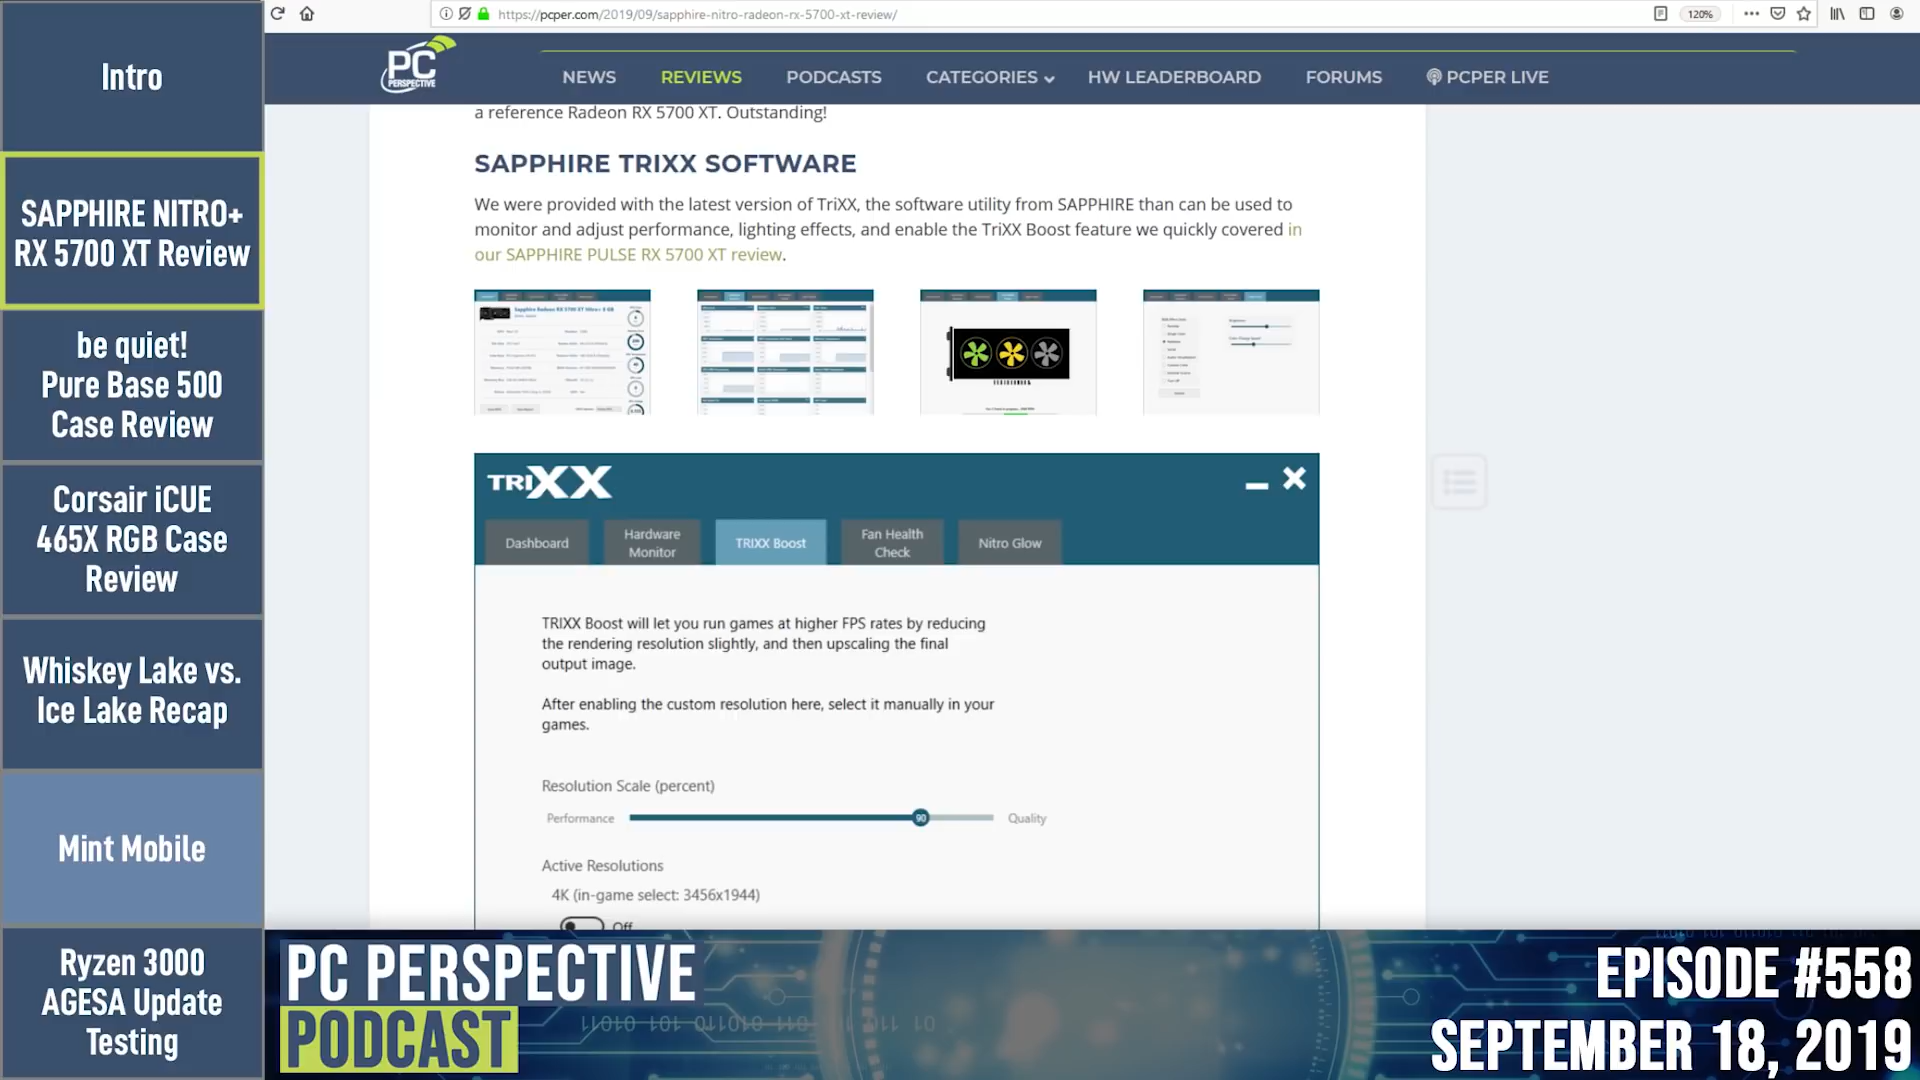 Intro
SAPPHIRE NITRO+
RX 5700 XT Review
be quiet!
Pure Base 500
Case Review
Corsair iCUE
465X RGB Case
Review
Whiskey Lake vs.
Ice Lake Recap
Mint Mobile
Ryzen 3000
AGESA Update
Testing
https://pcper.com/2019/09/sapphire-nitro-radeon-rx-5700-xt-review/
120%
PC
PERSPECTIVE
NEWS
REVIEWS
PODCASTS
CATEGORIES
HW LEADERBOARD
FORUMS
PCPER LIVE
a reference Radeon RX 5700 XT. Outstanding!
SAPPHIRE TRIXX SOFTWARE
We were provided with the latest version of TriXX, the software utility from SAPPHIRE than can be used to
monitor and adjust performance, lighting effects, and enable the TriXX Boost feature we quickly covered in
our SAPPHIRE PULSE RX 5700 XT review.
TRIXX
Dashboard
Hardware
Monitor
TRIXX Boost
Fan Health
Check
Nitro Glow
TRIXX Boost will let you run games at higher FPS rates by reducing
the rendering resolution slightly, and then upscaling the final
output image.
After enabling the custom resolution here, select it manually in your
games.
Resolution Scale (percent)
Performance
90
Quality
Active Resolutions
4K (in-game select: 3456x1944)
Off
PC PERSPECTIVE
PODCAST
EPISODE #558
SEPTEMBER 18, 2019